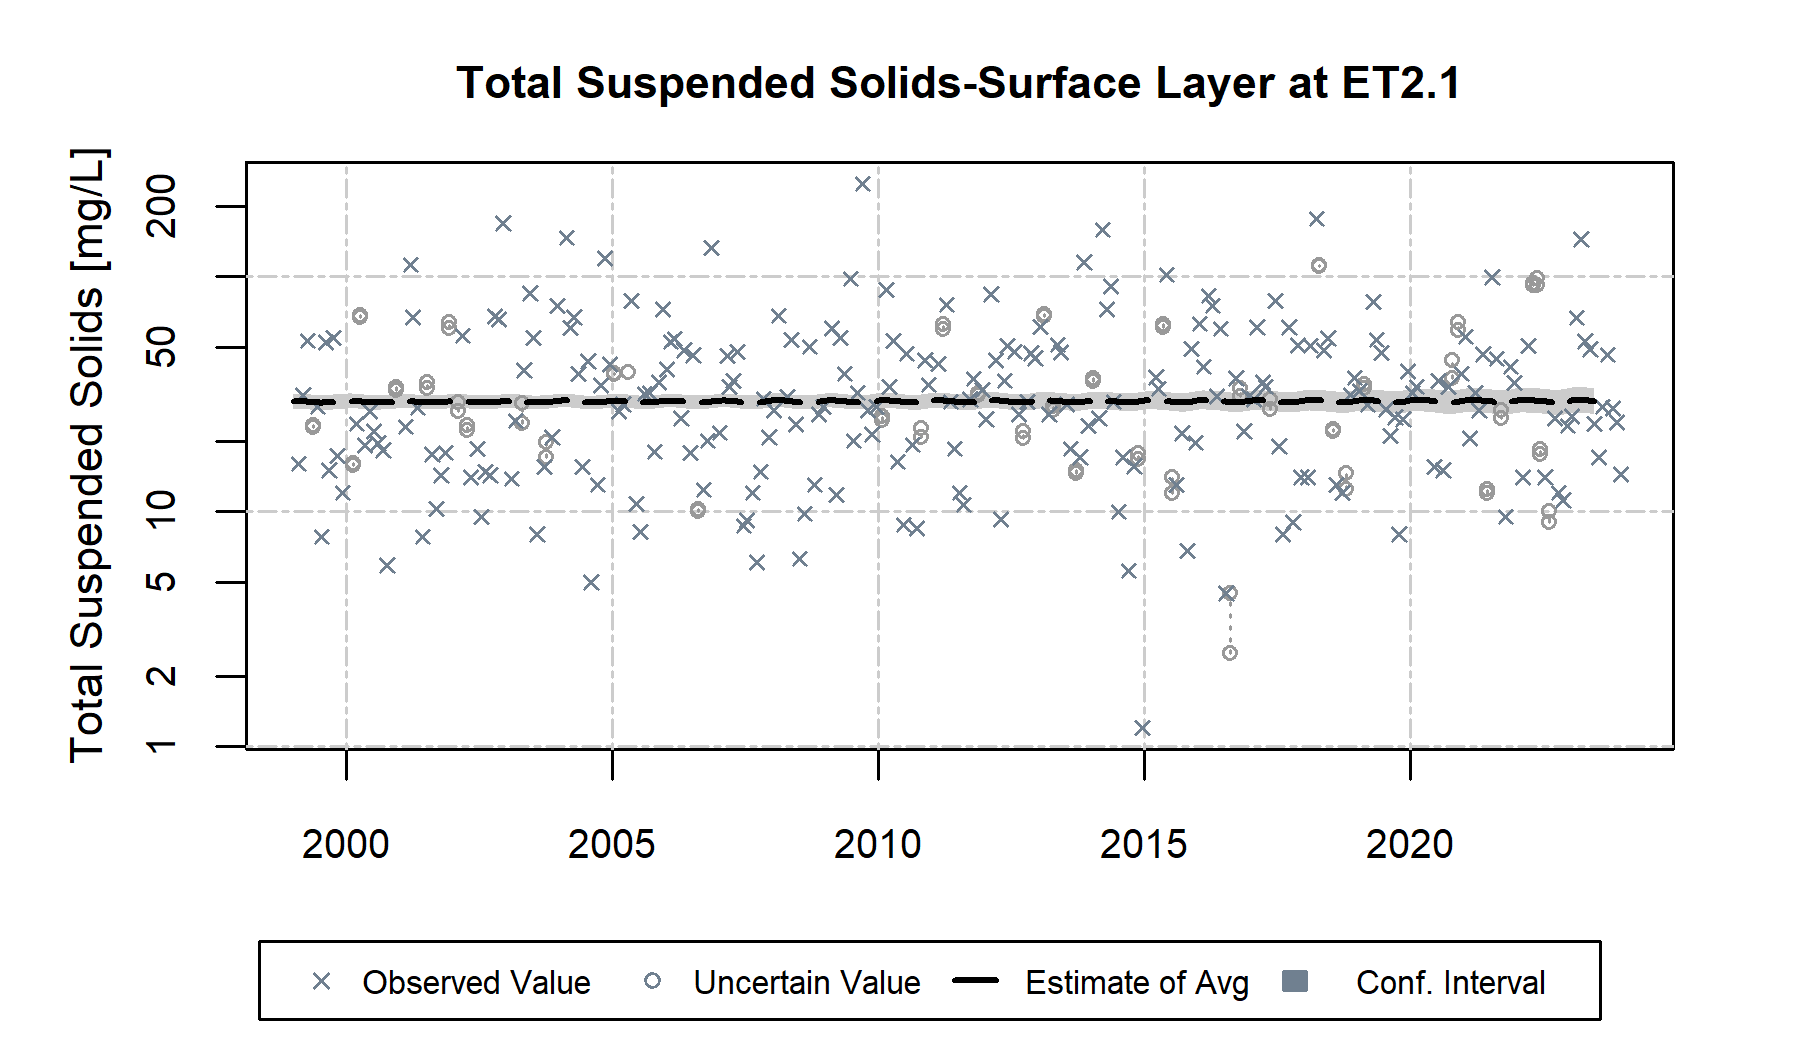 Total Suspended Solids-Surface Layer at ET2.1
Total Suspended Solids [mg/L]
200
50
10
5
2
1
2000 2005 2010 2015 2020
Observed Value Uncertain Value Estimate of Avg Conf. Interval